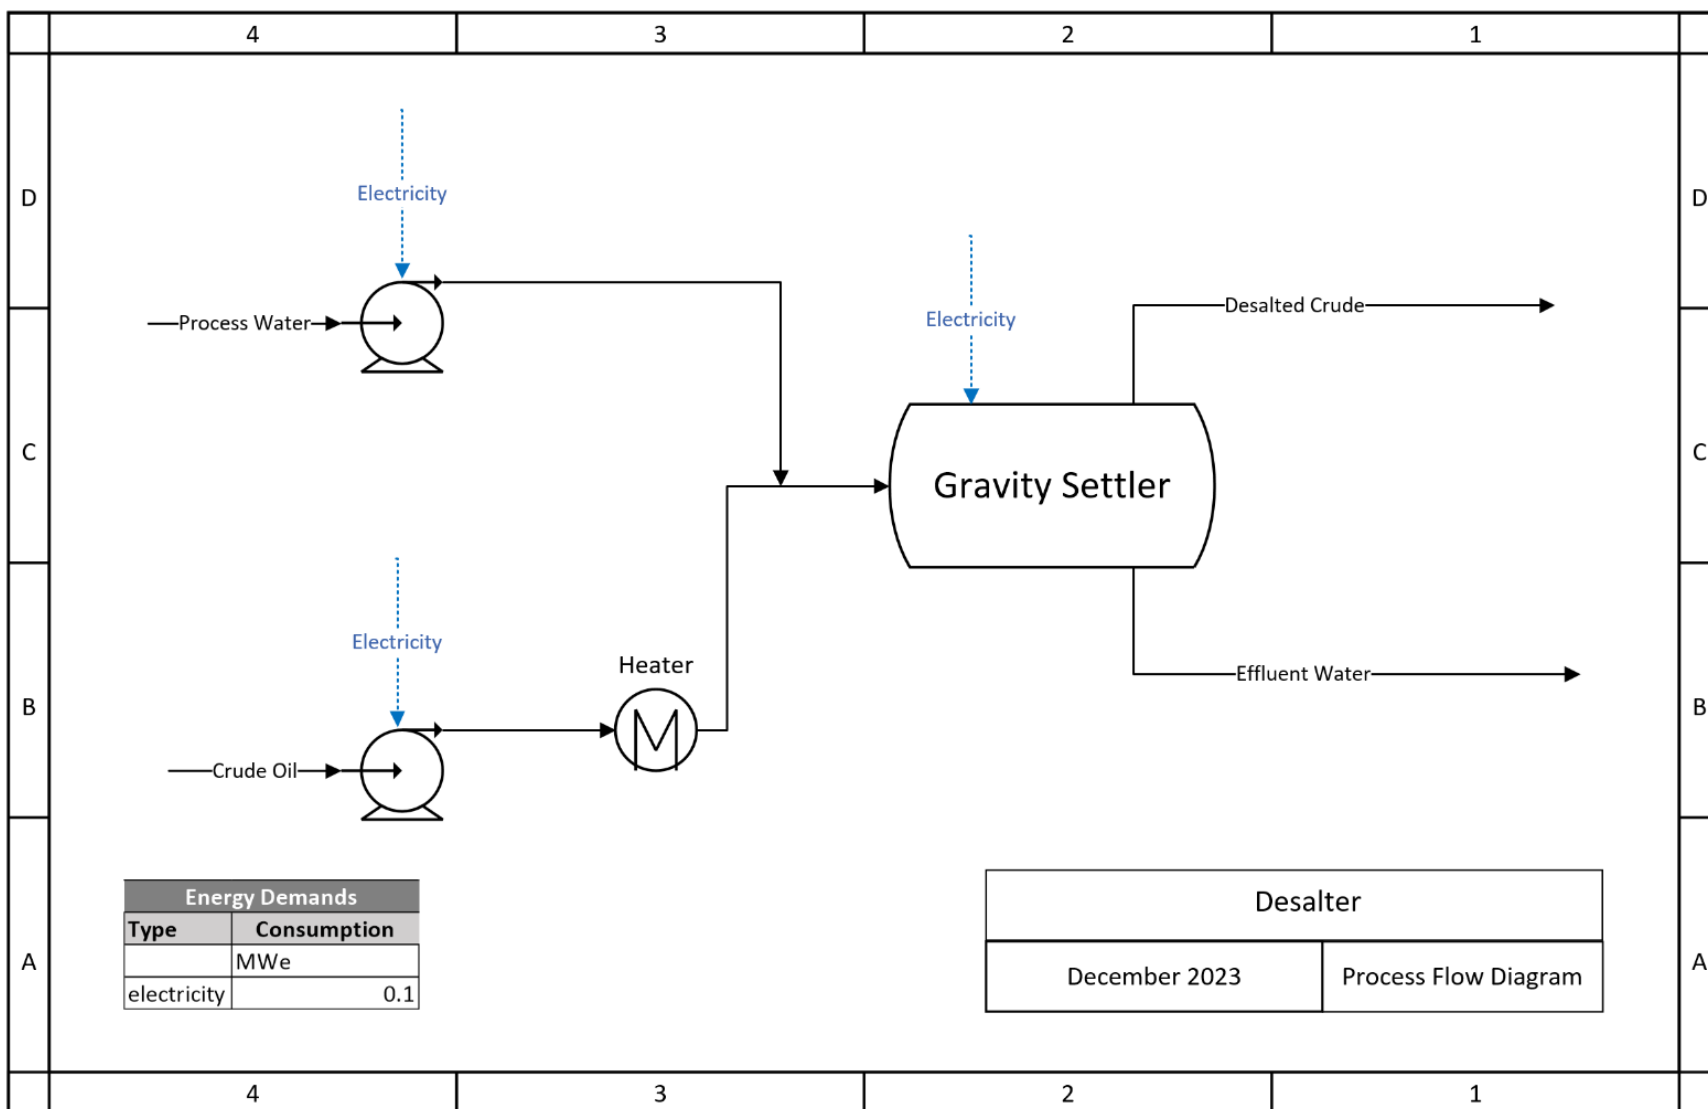 4 3 2 1
D D
Electricity
Electricity
Process Water
Desalted Crude
C C
Gravity Settler
Electricity
Heater
Effluent Water
B B
Crude Oil
Energy Demands
Type Consumption
MWe
electricity 0.1
Desalter
December 2023 Process Flow Diagram
A A
4 3 2 1